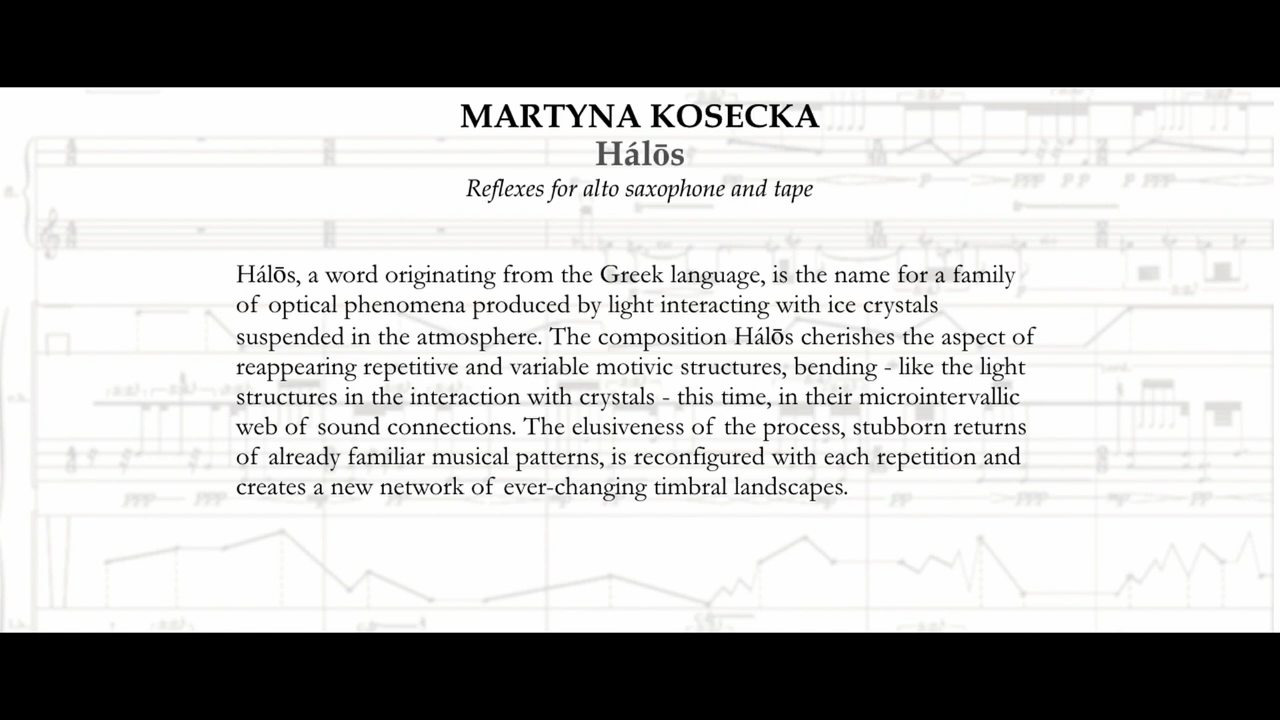 MARTYNA KOSECKA
Hálōs
Reflexes for alto saxophone and tape
Hálōs, a word originating from the Greek language, is the name for a family
of optical phenomena produced by light interacting with ice crystals
suspended in the atmosphere. The composition Hálōs cherishes the aspect of
reappearing repetitive and variable motivic structures, bending - like the light
structures in the interaction with crystals - this time, in their microintervallic
web of sound connections. The elusiveness of the process, stubborn returns
of already familiar musical patterns, is reconfigured with each repetition and
creates a new network of ever-changing timbral landscapes.